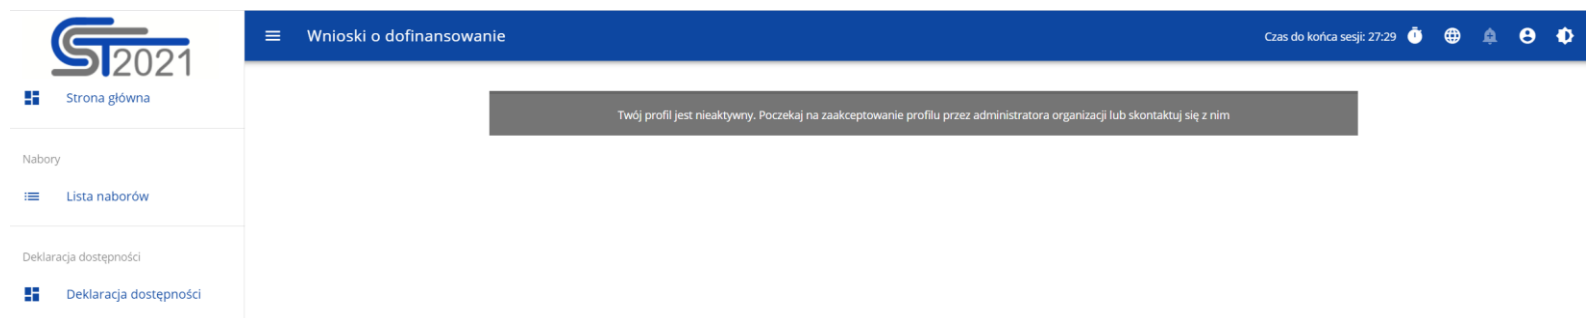 CST2021
Wnioski o dofinansowanie
Czas do końca sesji: 27:29
Strona główna
Twój profil jest nieaktywny. Poczekaj na zaakceptowanie profilu przez administratora organizacji lub skontaktuj się z nim
Nabory
Lista naborów
Deklaracja dostępności
Deklaracja dostępności